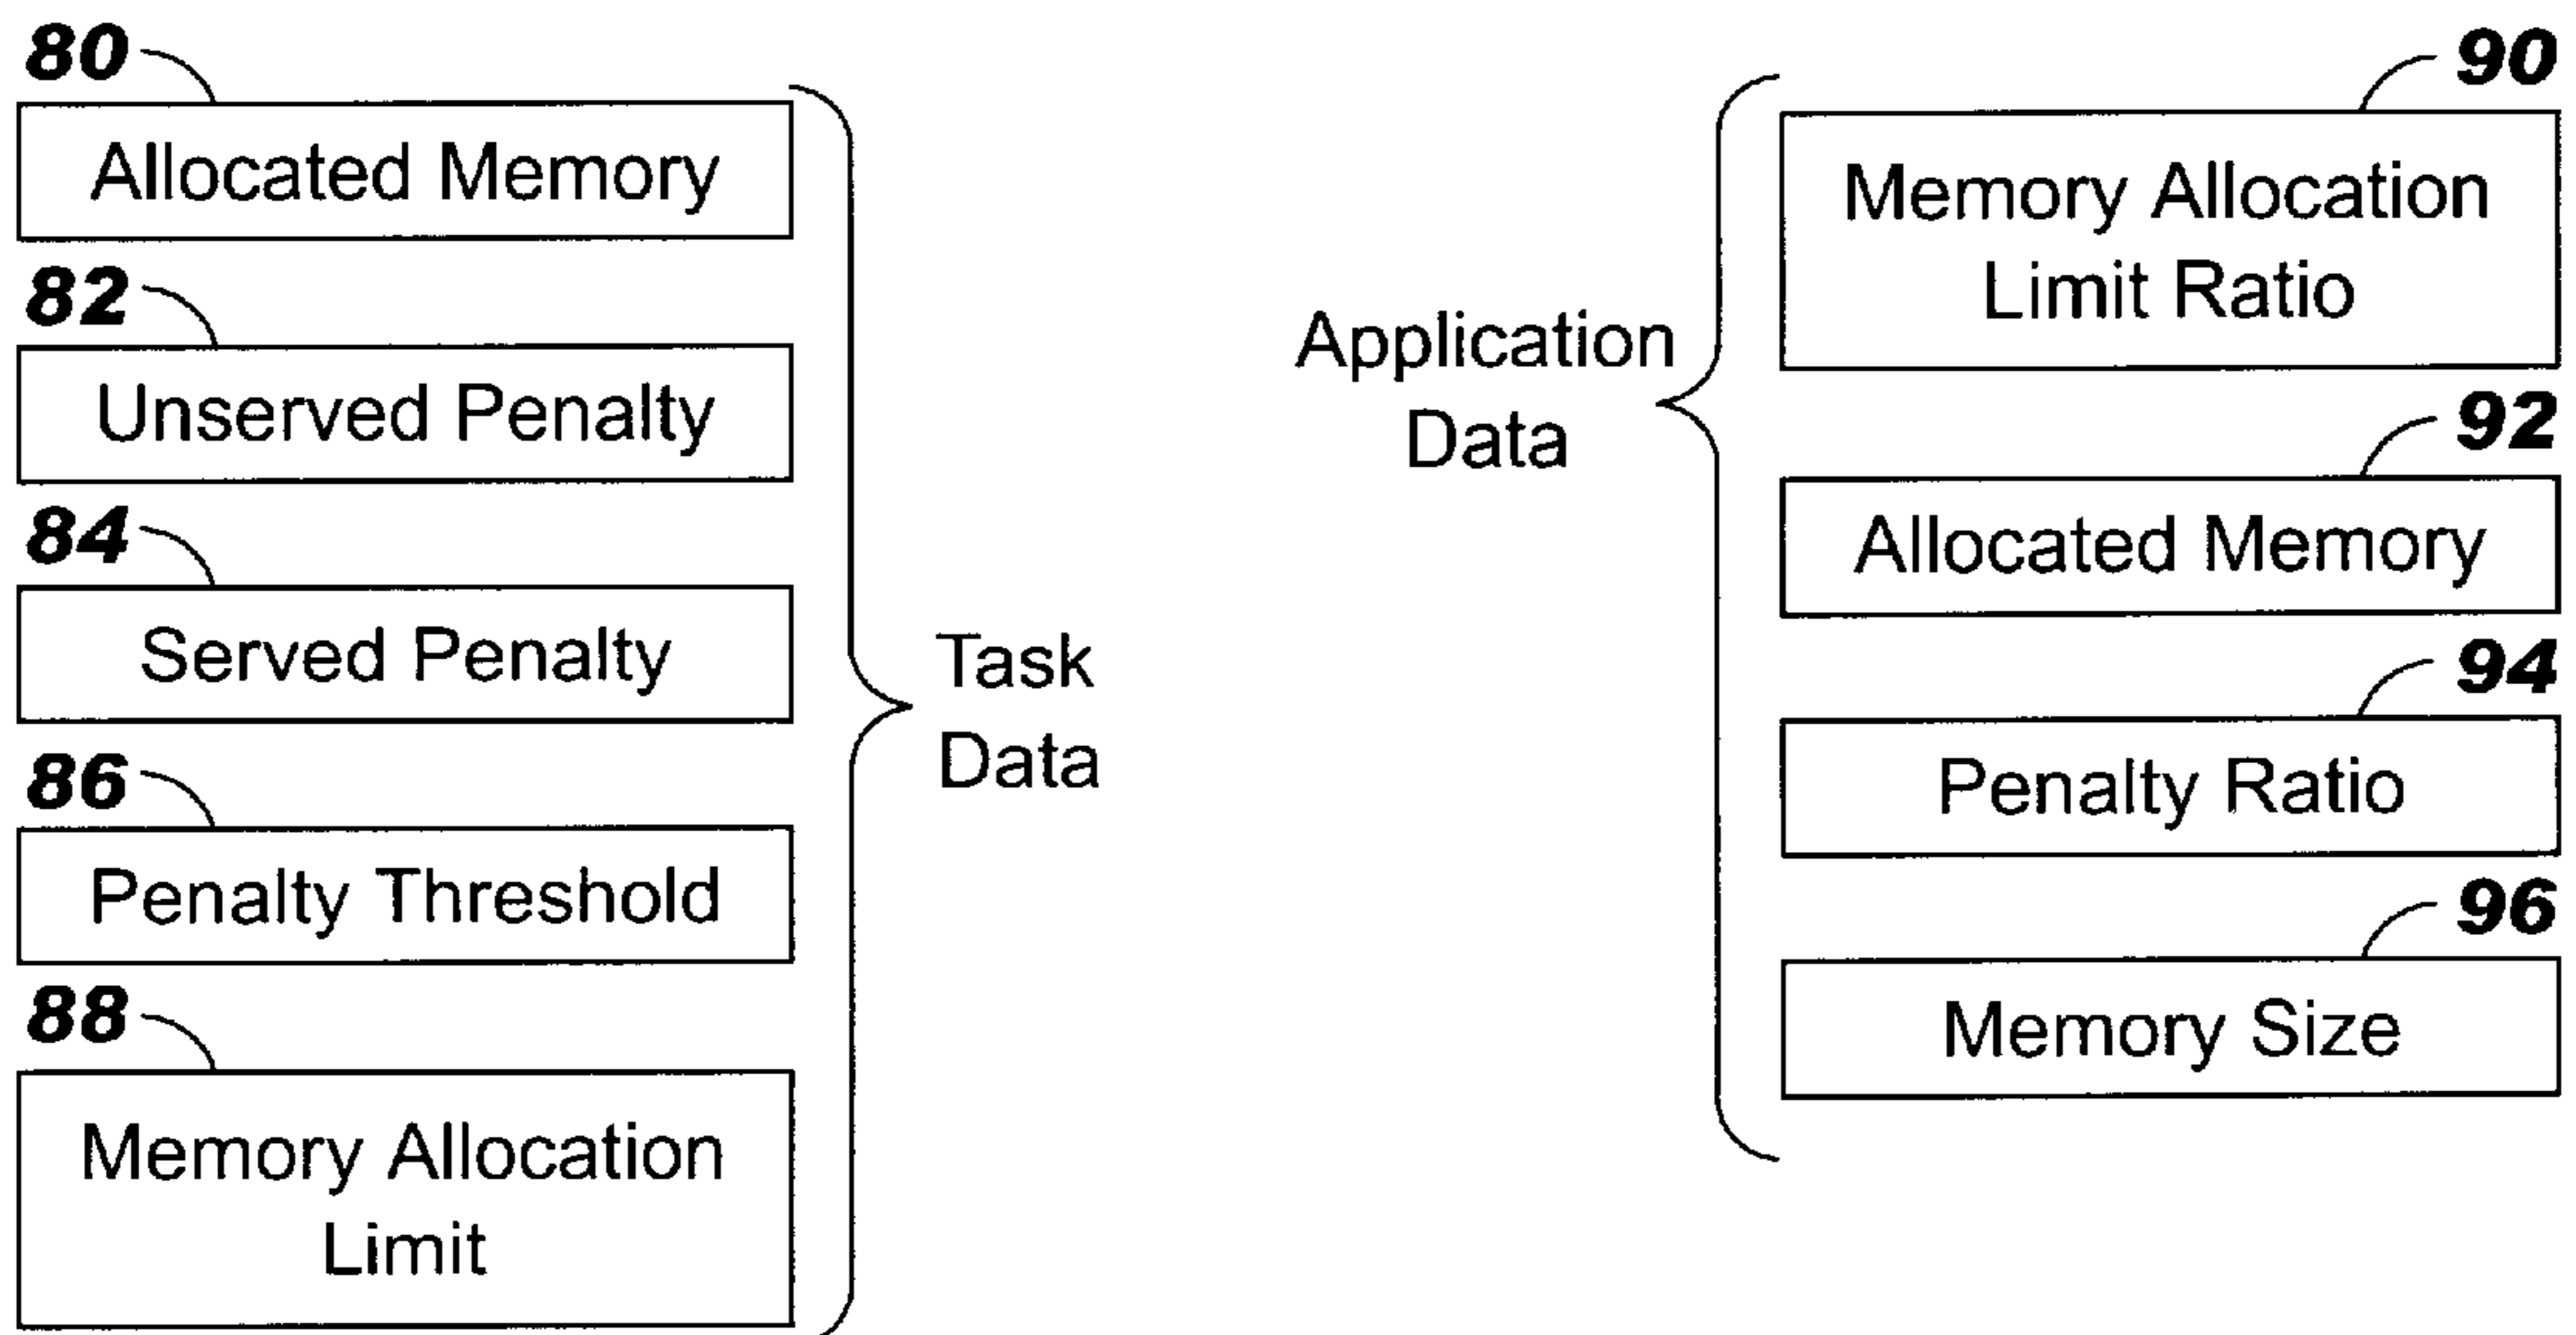 80
Allocated Memory
82
Unserved Penalty
84
Served Penalty
86
Penalty Threshold
88
Memory Allocation
Limit
Task
Data
Application
Data
90
Memory Allocation
Limit Ratio
92
Allocated Memory
94
Penalty Ratio
96
Memory Size